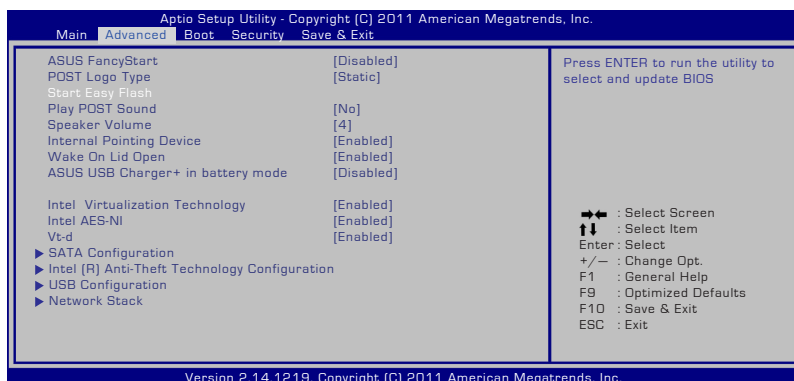 Aptio Setup Utility - Copyright (C) 2011 American Megatrends, Inc.
Main Advanced Boot Security Save & Exit
ASUS FancyStart [Disabled]
POST Logo Type [Static]
Start Easy Flash
Play POST Sound [No]
Speaker Volume [4]
Internal Pointing Device [Enabled]
Wake On Lid Open [Enabled]
ASUS USB Charger+ in battery mode [Disabled]
Intel Virtualization Technology [Enabled]
Intel AES-NI [Enabled]
Vt-d [Enabled]
SATA Configuration
Intel (R) Anti-Theft Technology Configuration
USB Configuration
Network Stack
Press ENTER to run the utility to
select and update BIOS
: Select Screen
: Select Item
Enter : Select
+/— : Change Opt.
F1 : General Help
F9 : Optimized Defaults
F10 : Save & Exit
ESC : Exit
Version 2.14.1219. Copyright (C) 2011 American Megatrends, Inc.